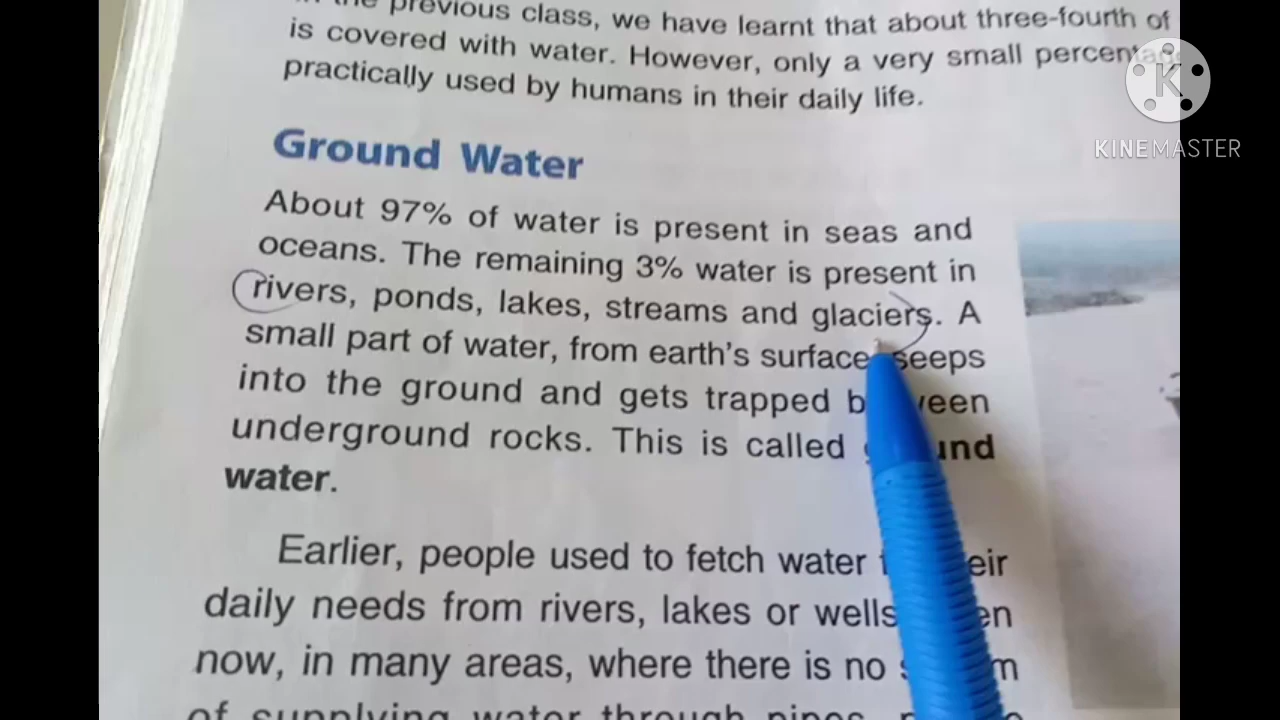 the previous class, we have learnt that about three-fourth of
is covered with water. However, only a very small percentage
practically used by humans in their daily life.
K
KINEMASTER
Ground Water
About 97% of water is present in seas and
oceans. The remaining 3% water is present in
rivers, ponds, lakes, streams and glaciers. A
small part of water, from earth's surface seeps
into the ground and gets trapped between
underground rocks. This is called ground
water.
Earlier, people used to fetch water their
daily needs from rivers, lakes or wells
now, in many areas, where there is no
of supplying water through pipes,